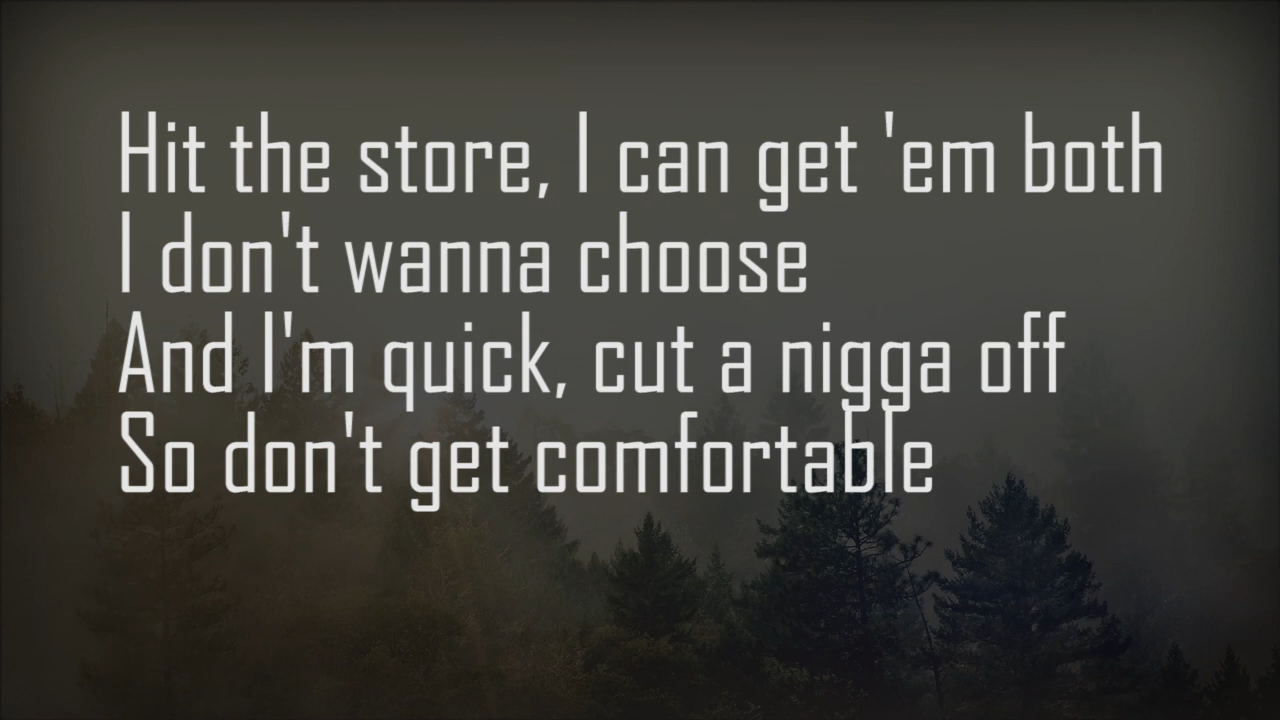 Hit the store, I can get 'em both
I don't wanna choose
And I'm quick, cut a nigga off
So don't get comfortable